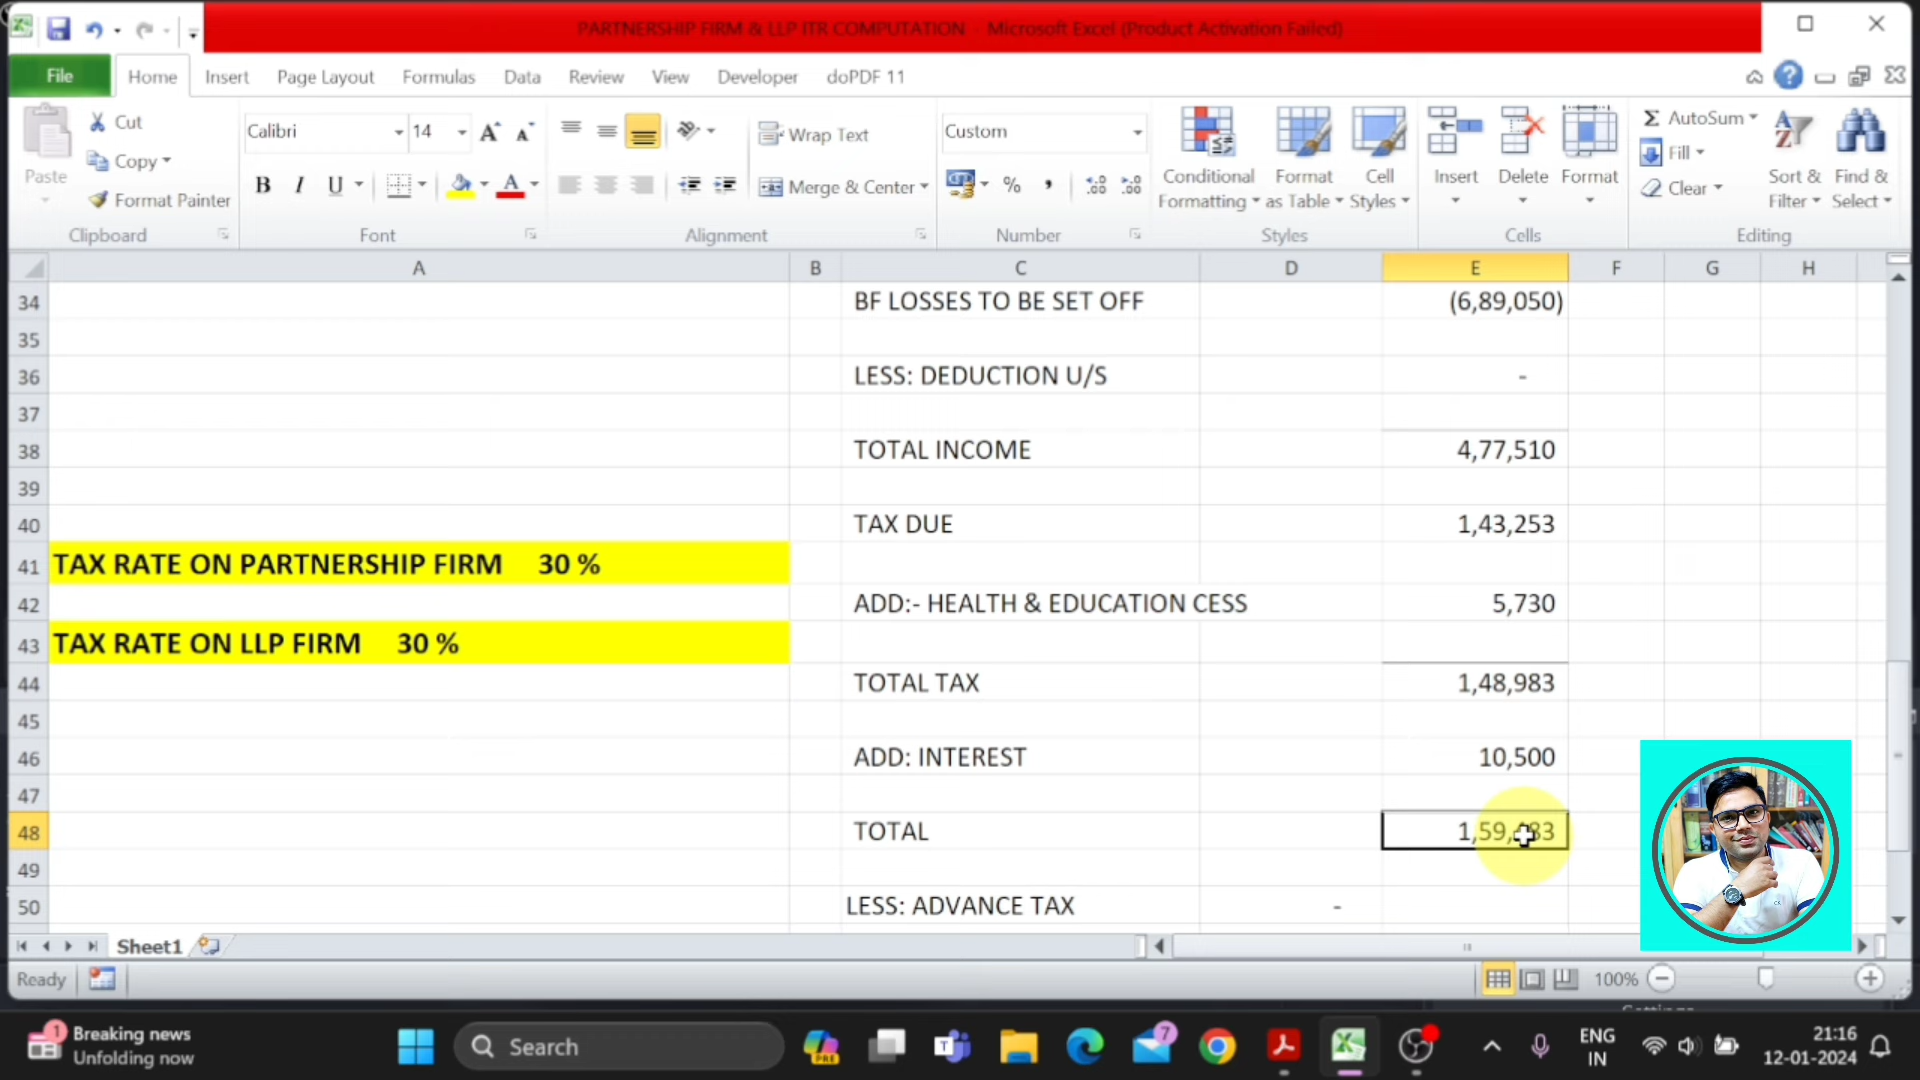 PARTNERSHIP FIRM & LLP ITR COMPUTATION - Microsoft Excel (Product Activation Failed)
File Home Insert Page Layout Formulas Data Review View Developer doPDF 11
Paste
Cut
Copy
Format Painter
Clipboard
Calibri 14
B I U A
Font
Wrap Text
Merge & Center
Alignment
Custom
%
Number
Conditional Formatting
Format as Table
Cell Styles
Styles
Insert Delete Format
Cells
Σ AutoSum
Fill
Clear
Sort & Filter
Find & Select
Editing
A B C D E F G H
34 BF LOSSES TO BE SET OFF (6,89,050)
35
36 LESS: DEDUCTION U/S -
37
38 TOTAL INCOME 4,77,510
39
40 TAX DUE 1,43,253
41 TAX RATE ON PARTNERSHIP FIRM 30 %
42 ADD:- HEALTH & EDUCATION CESS 5,730
43 TAX RATE ON LLP FIRM 30 %
44 TOTAL TAX 1,48,983
45
46 ADD: INTEREST 10,500
47
48 TOTAL 1,59,483
49
50 LESS: ADVANCE TAX -
Sheet1
Ready
100%
1
Breaking news
Unfolding now
Search
PRE
7
ENG
IN
21:16
12-01-2024